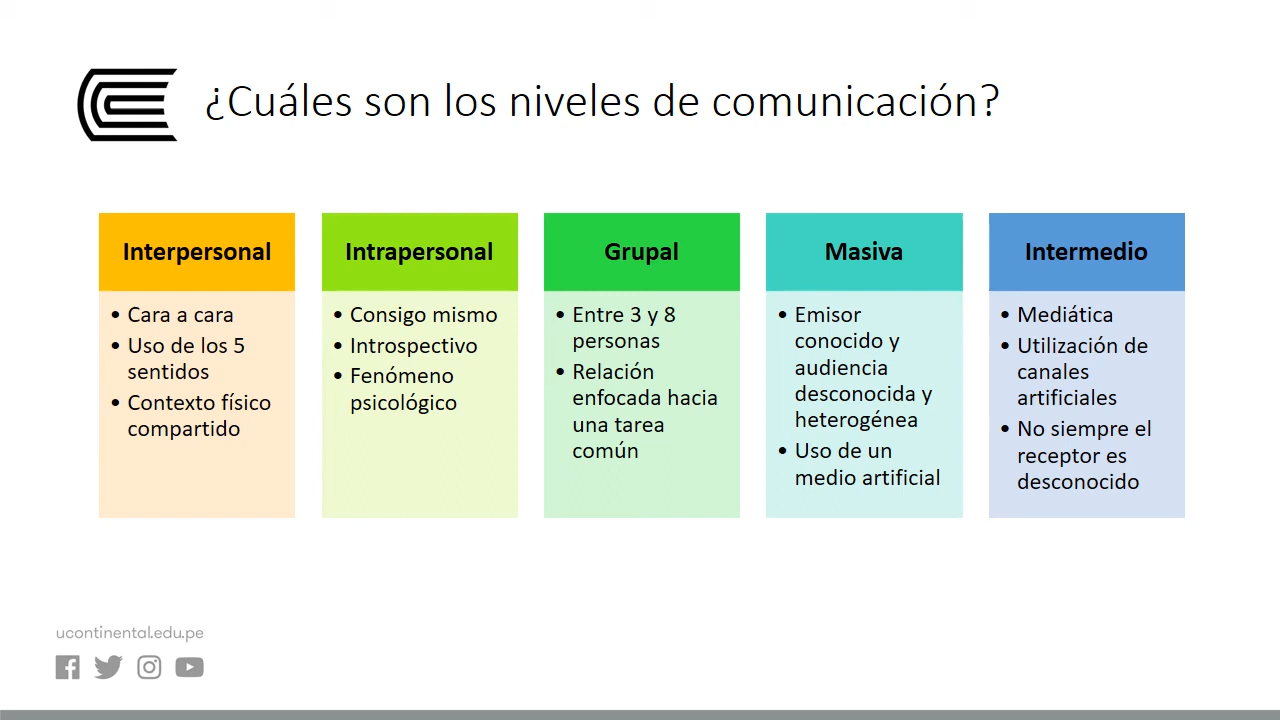 ¿Cuáles son los niveles de comunicación?
Interpersonal
• Cara a cara
• Uso de los 5
sentidos
• Contexto físico
compartido
Intrapersonal
• Consigo mismo
• Introspectivo
• Fenómeno
psicológico
Grupal
• Entre 3 y 8
personas
• Relación
enfocada hacia
una tarea
común
Masiva
• Emisor
conocido y
audiencia
desconocida y
heterogénea
• Uso de un
medio artificial
Intermedio
• Mediática
• Utilización de
canales
artificiales
• No siempre el
receptor es
desconocido
ucontinental.edu.pe